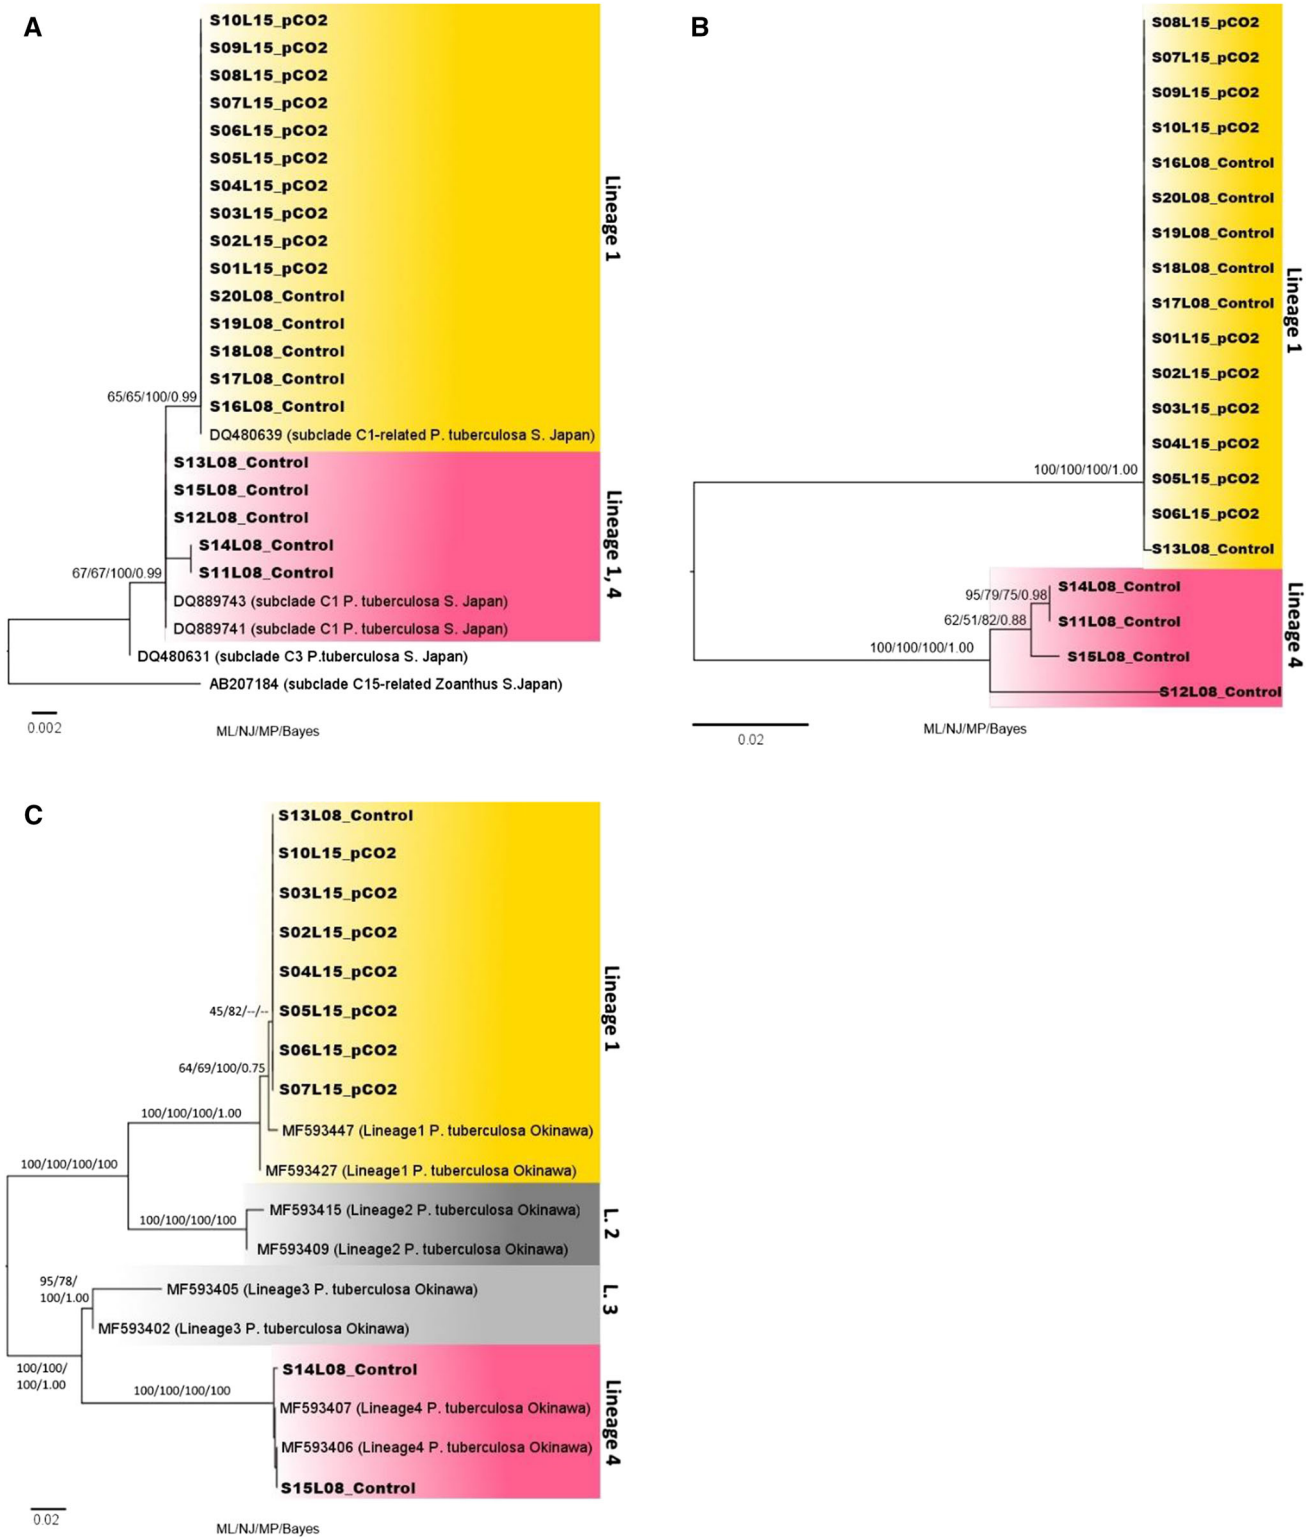 A
S10L15_pCO2
S09L15_pCO2
S08L15_pCO2
S07L15_pCO2
S06L15_pCO2
S05L15_pCO2
S04L15_pCO2
S03L15_pCO2
S02L15_pCO2
S01L15_pCO2
S20L08_Control
S19L08_Control
S18L08_Control
S17L08_Control
S16L08_Control
DQ480639 (subclade C1-related P. tuberculosa S. Japan)
Lineage 1
65/65/100/0.99
S13L08_Control
S15L08_Control
S12L08_Control
S14L08_Control
S11L08_Control
DQ889743 (subclade C1 P. tuberculosa S. Japan)
DQ889741 (subclade C1 P. tuberculosa S. Japan)
Lineage 1, 4
67/67/100/0.99
DQ480631 (subclade C3 P.tuberculosa S. Japan)
AB207184 (subclade C15-related Zoanthus S.Japan)
0.002
ML/NJ/MP/Bayes
B
S08L15_pCO2
S07L15_pCO2
S09L15_pCO2
S10L15_pCO2
S16L08_Control
S20L08_Control
S19L08_Control
S18L08_Control
S17L08_Control
S01L15_pCO2
S02L15_pCO2
S03L15_pCO2
S04L15_pCO2
S05L15_pCO2
S06L15_pCO2
S13L08_Control
Lineage 1
100/100/100/1.00
S14L08_Control
S11L08_Control
S15L08_Control
S12L08_Control
Lineage 4
95/79/75/0.98
62/51/82/0.88
100/100/100/1.00
0.02
ML/NJ/MP/Bayes
C
S13L08_Control
S10L15_pCO2
S03L15_pCO2
S02L15_pCO2
S04L15_pCO2
S05L15_pCO2
S06L15_pCO2
S07L15_pCO2
MF593447 (Lineage1 P. tuberculosa Okinawa)
MF593427 (Lineage1 P. tuberculosa Okinawa)
Lineage 1
45/82/--/--
64/69/100/0.75
100/100/100/1.00
100/100/100/100
MF593415 (Lineage2 P. tuberculosa Okinawa)
MF593409 (Lineage2 P. tuberculosa Okinawa)
L. 2
100/100/100/100
MF593405 (Lineage3 P. tuberculosa Okinawa)
MF593402 (Lineage3 P. tuberculosa Okinawa)
L. 3
95/78/
100/1.00
100/100/
100/1.00
S14L08_Control
MF593407 (Lineage4 P. tuberculosa Okinawa)
MF593406 (Lineage4 P. tuberculosa Okinawa)
S15L08_Control
Lineage 4
100/100/100/100
0.02
ML/NJ/MP/Bayes